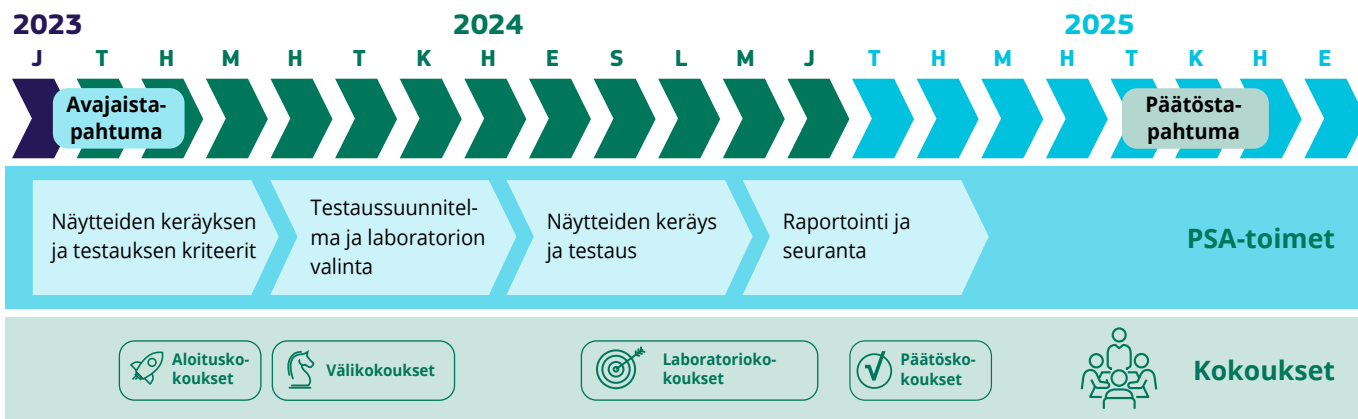 2023 2024 2025
J T H M H T K H E S L M J T H M H T K H E
Avajaista-
pahtuma
Päätösta-
pahtuma
Näytteiden keräyksen
ja testauksen kriteerit
Testaussuunnitel-
ma ja laboratorion
valinta
Näytteiden keräys
ja testaus
Raportointi ja
seuranta
PSA-toimet
Aloitusko-
koukset
Välikokoukset
Laboratorioko-
koukset
Päätösko-
koukset
Kokoukset